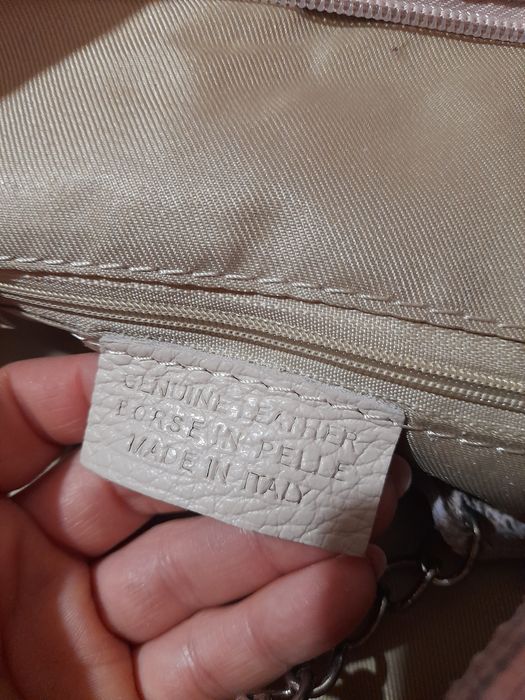 GENUINE LEATHER
BORSE IN PELLE
MADE IN ITALY